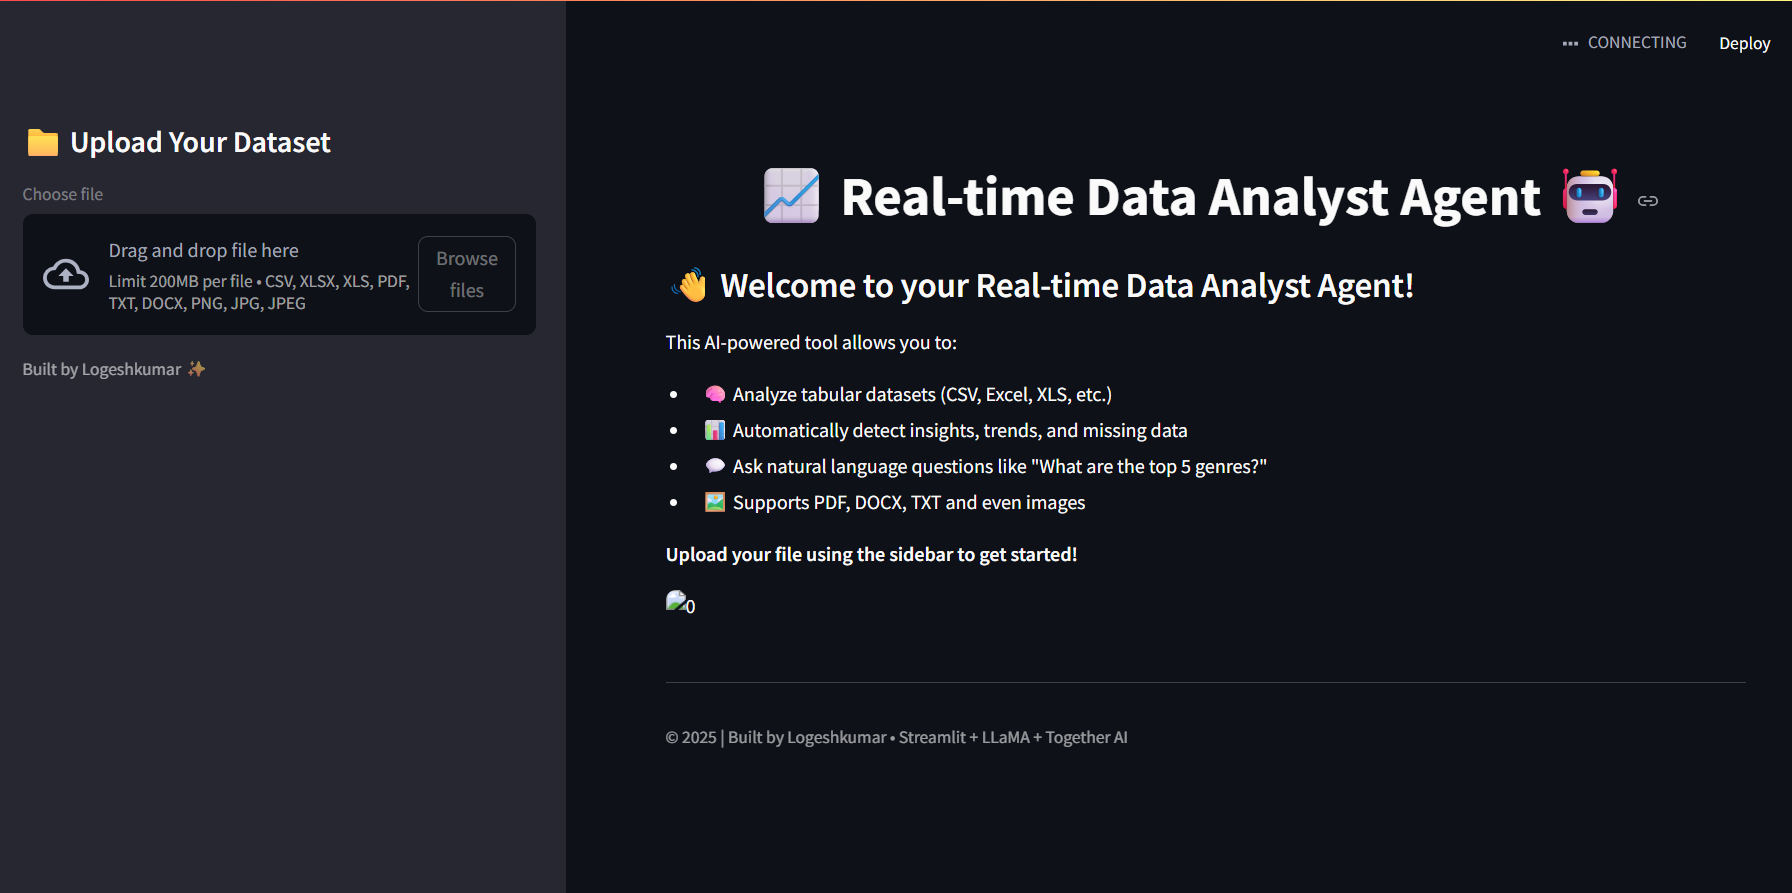 CONNECTING Deploy
📁 Upload Your Dataset
Choose file
Drag and drop file here
Limit 200MB per file • CSV, XLSX, XLS, PDF,
TXT, DOCX, PNG, JPG, JPEG
Browse
files
Built by Logeshkumar ✨
📈 Real-time Data Analyst Agent 🤖
👋 Welcome to your Real-time Data Analyst Agent!
This AI-powered tool allows you to:
• 🧠 Analyze tabular datasets (CSV, Excel, XLS, etc.)
• 📊 Automatically detect insights, trends, and missing data
• 💬 Ask natural language questions like "What are the top 5 genres?"
• 🖼️ Supports PDF, DOCX, TXT and even images
Upload your file using the sidebar to get started!
0
© 2025 | Built by Logeshkumar • Streamlit + LLaMA + Together AI